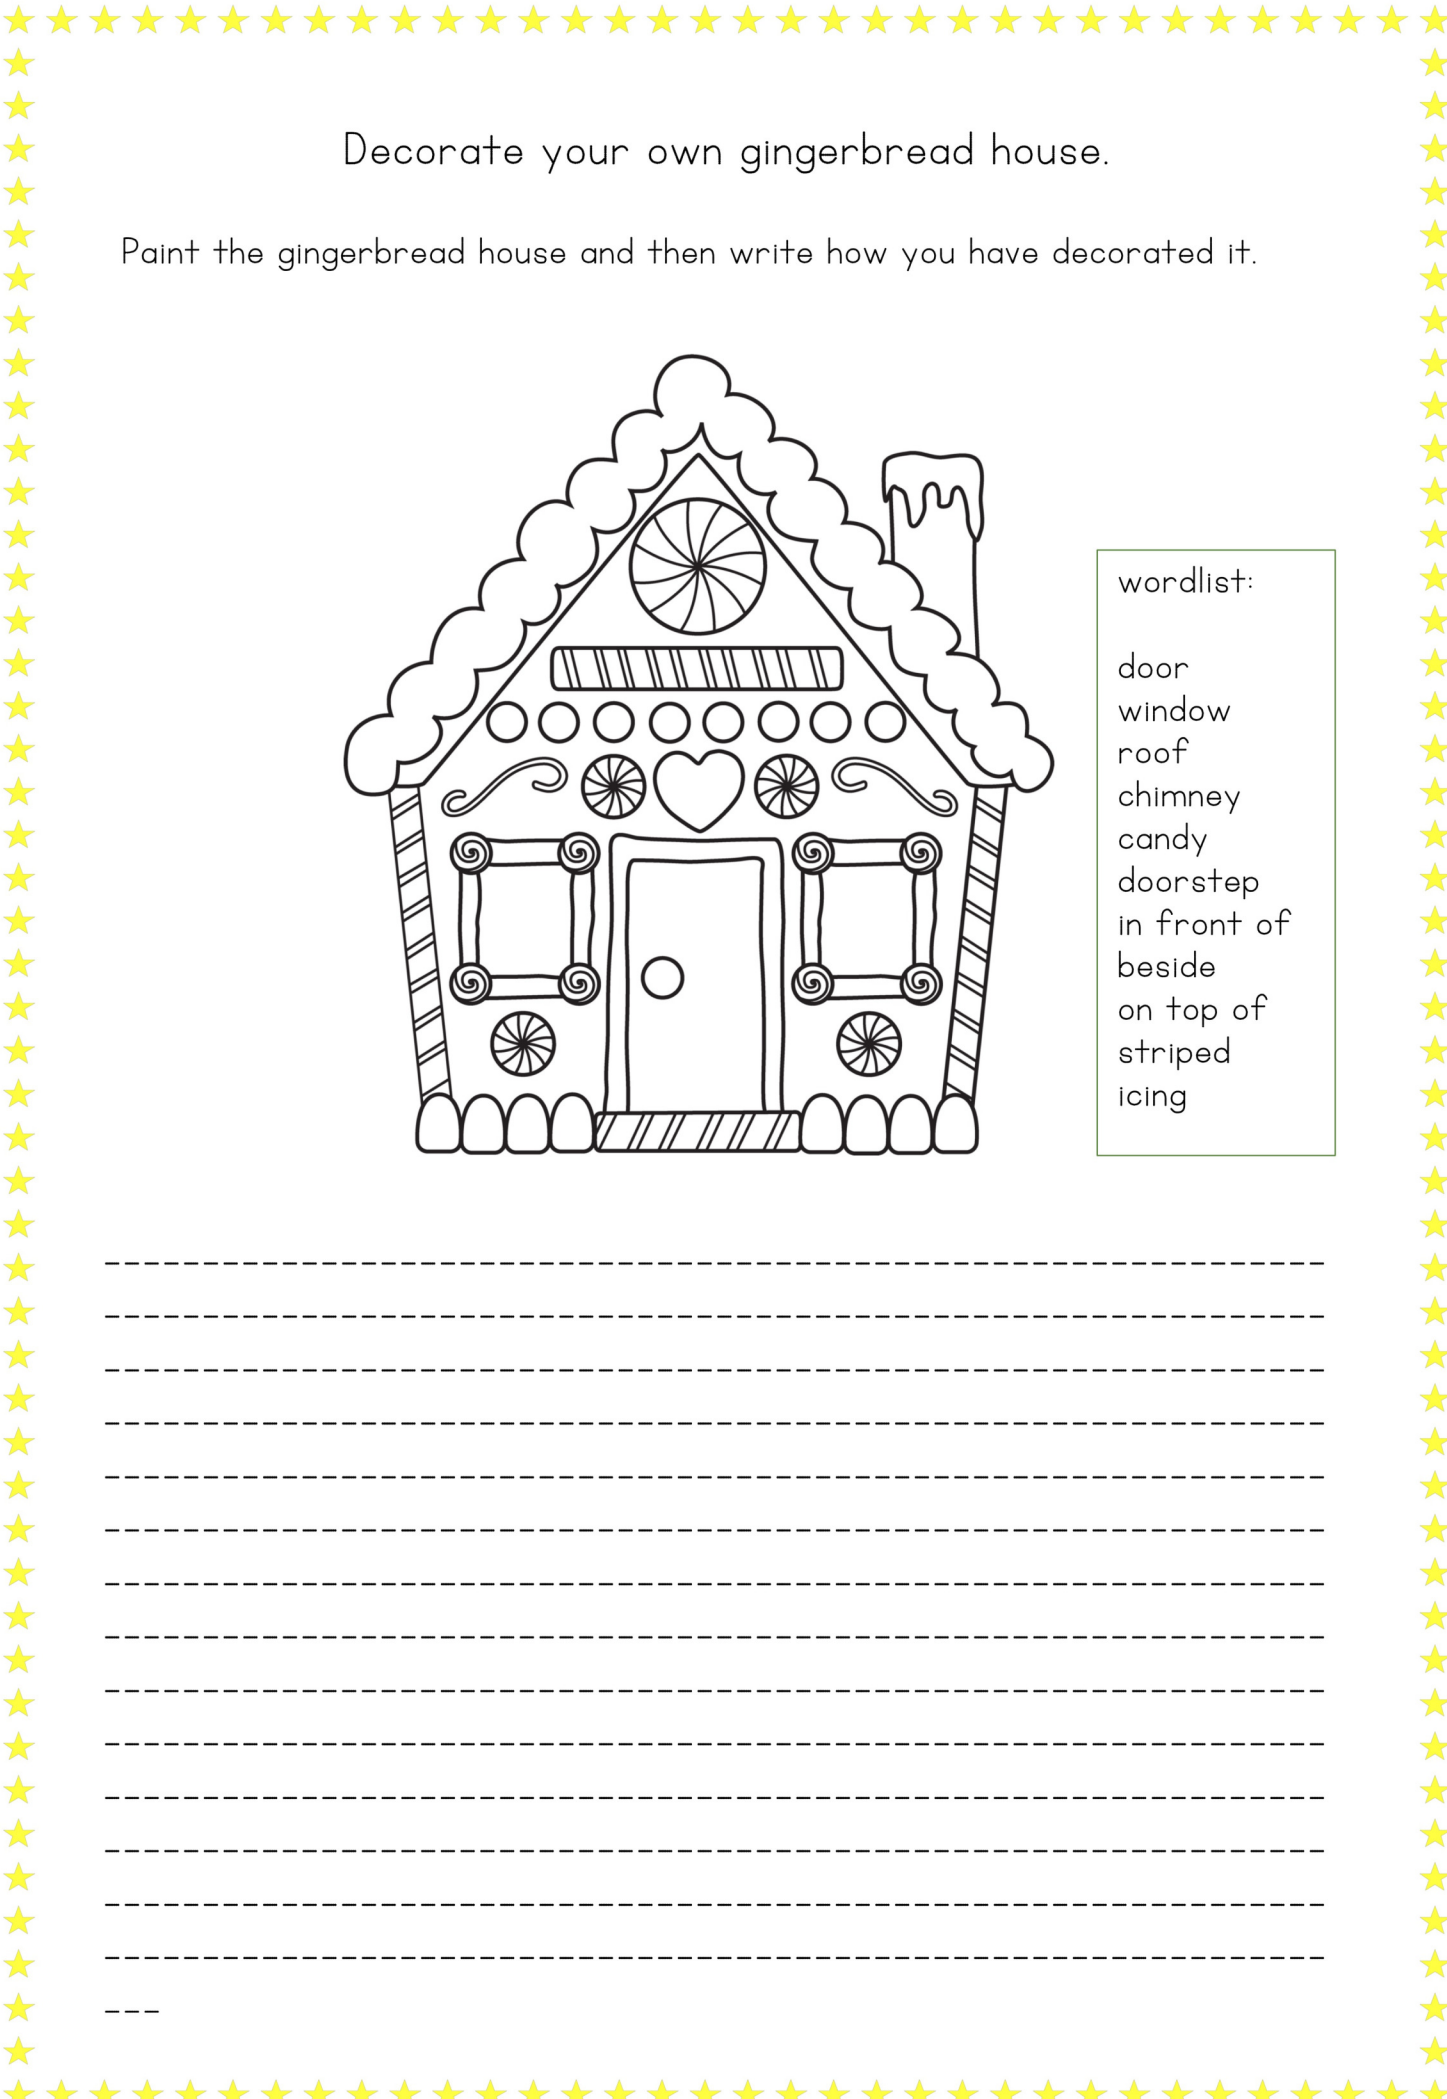 Decorate your own gingerbread house.
Paint the gingerbread house and then write how you have decorated it.
wordlist:
door
window
roof
chimney
candy
doorstep
in front of
beside
on top of
striped
icing